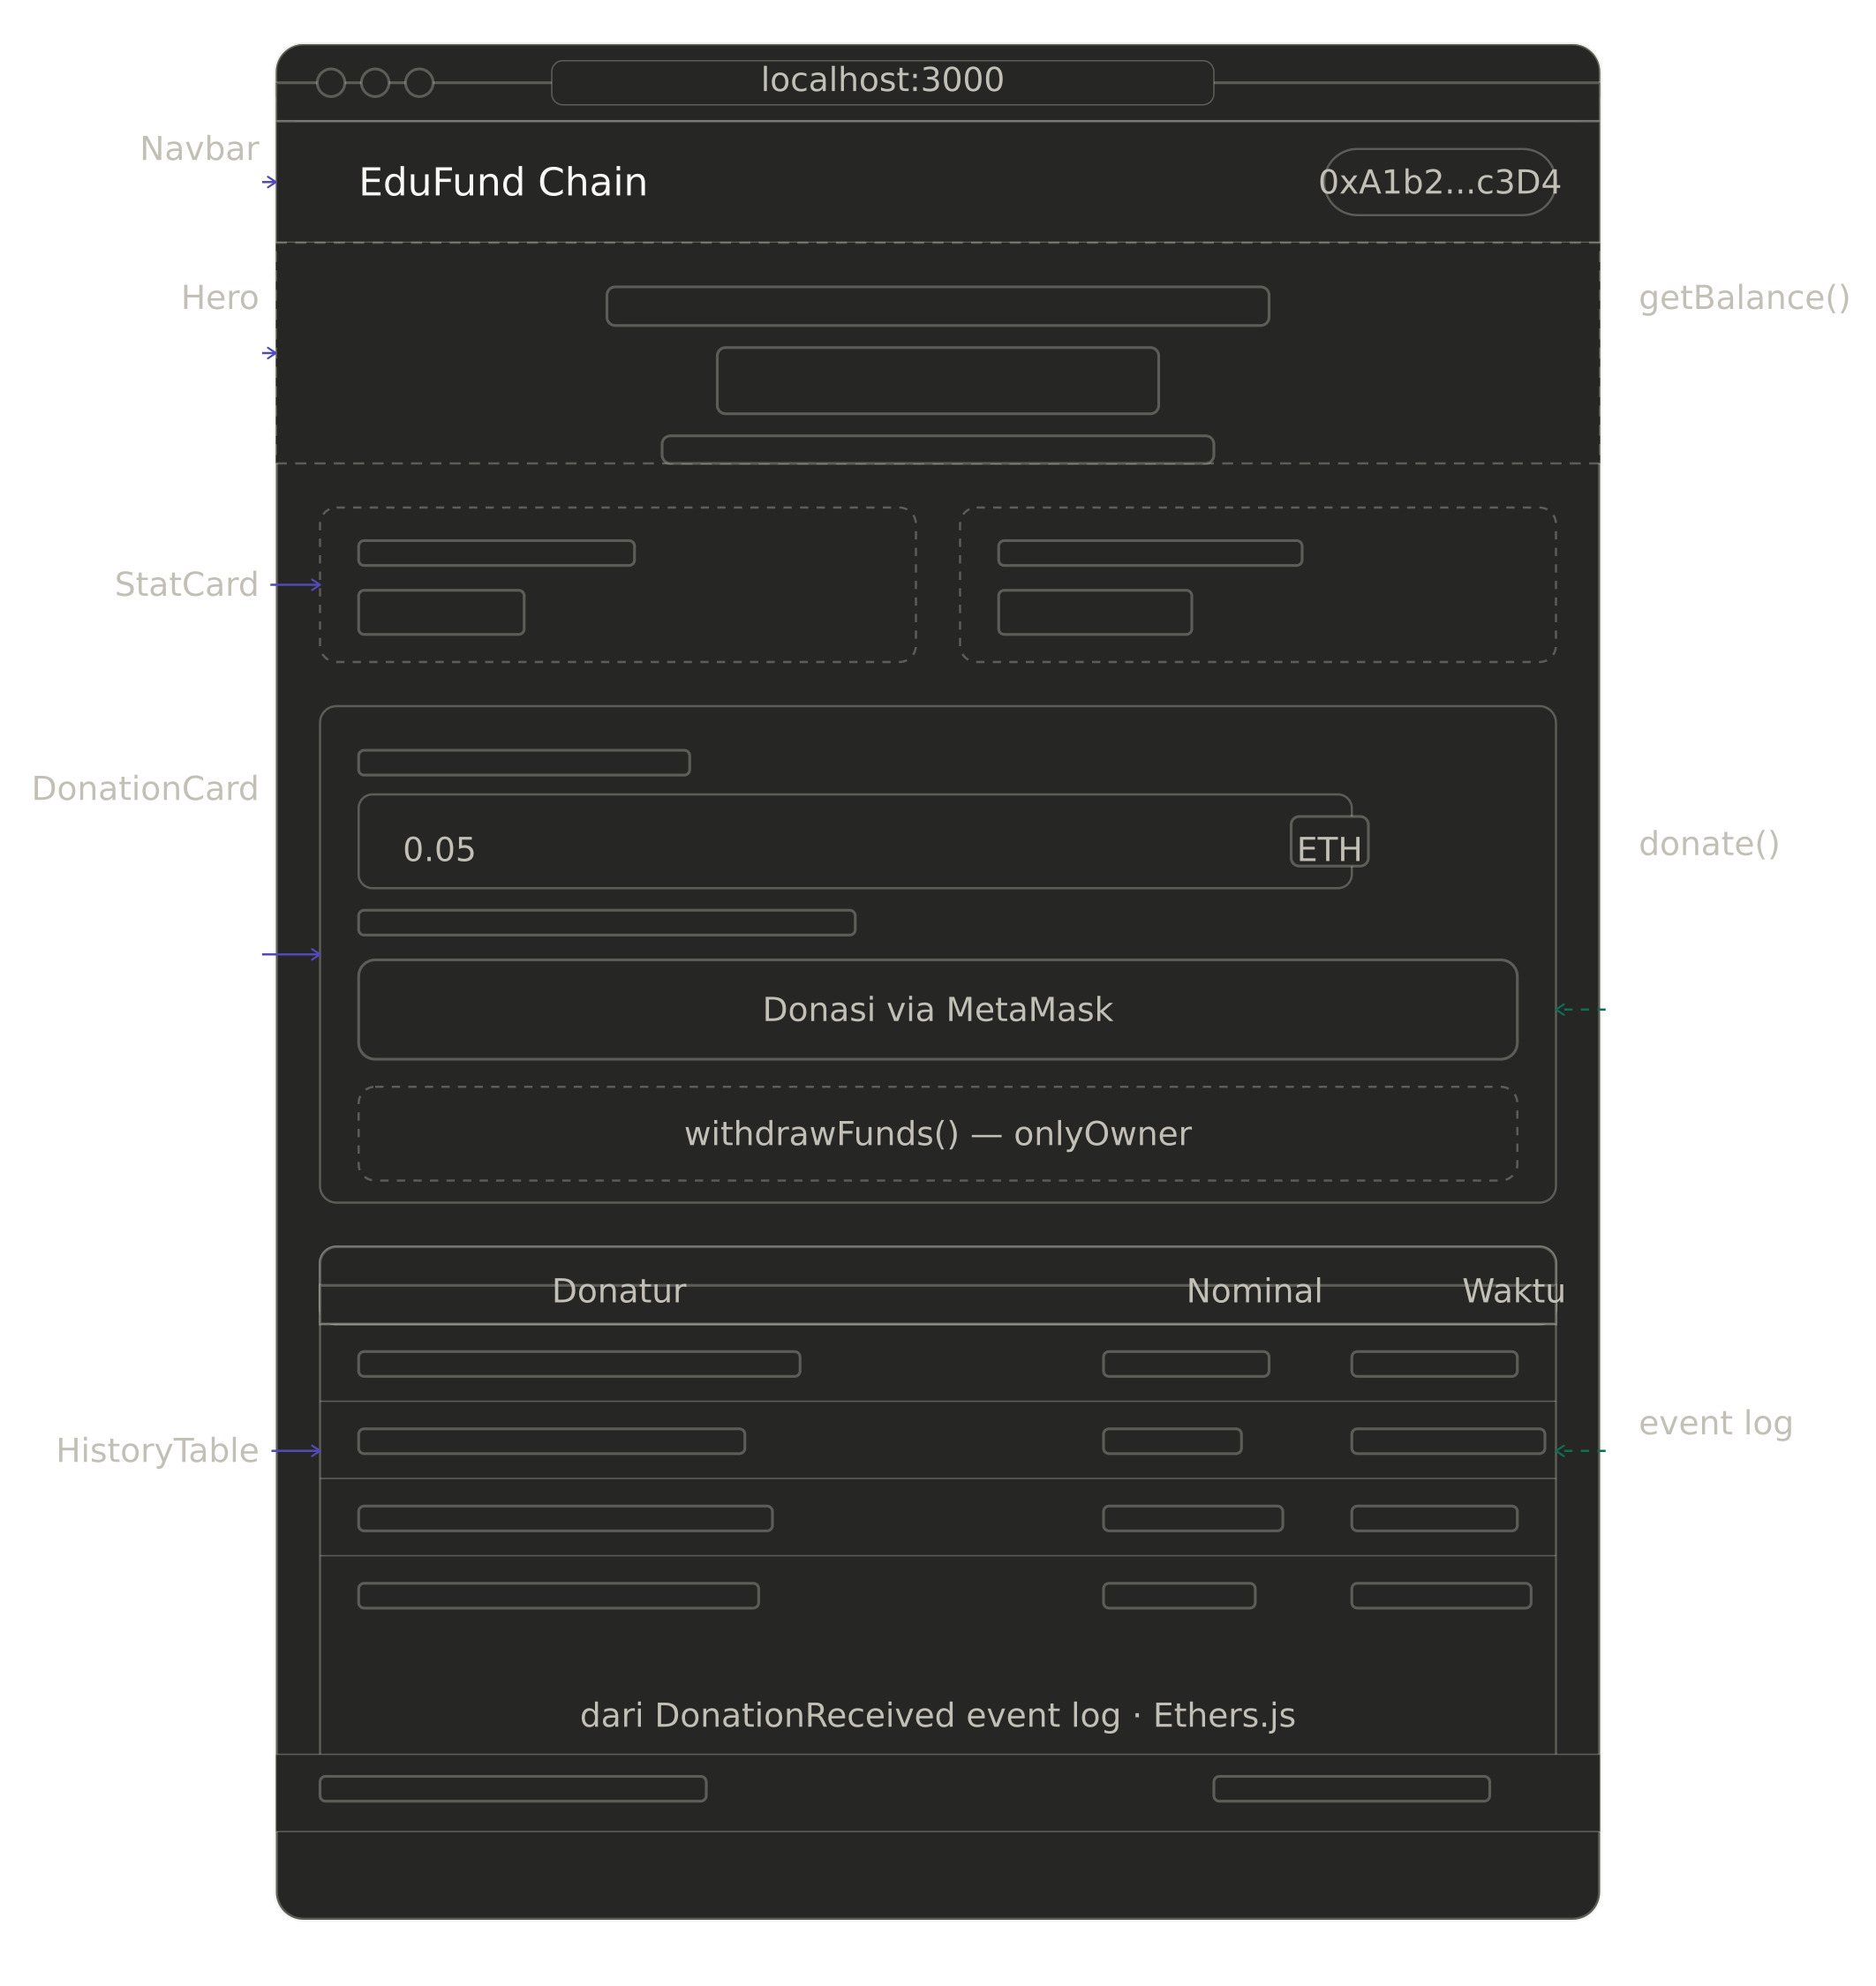 localhost:3000
Navbar
EduFund Chain
0xA1b2...c3D4
Hero
getBalance()
StatCard
DonationCard
0.05
ETH
donate()
Donasi via MetaMask
withdrawFunds() — onlyOwner
Donatur
Nominal
Waktu
event log
HistoryTable
dari DonationReceived event log · Ethers.js